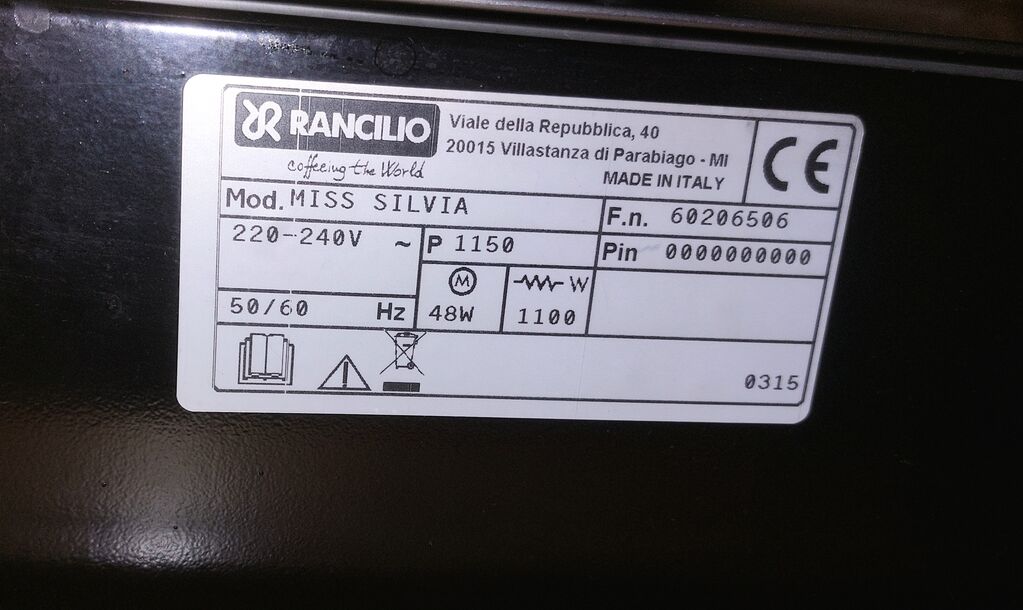 RANCILIO
coffeeing the World
Viale della Repubblica, 40
20015 Villastanza di Parabiago - MI
MADE IN ITALY
CE
Mod. MISS SILVIA
F.n. 60206506
220-240V ~
P 1150
Pin 0000000000
M
W
50/60 Hz
48W
1100
0315